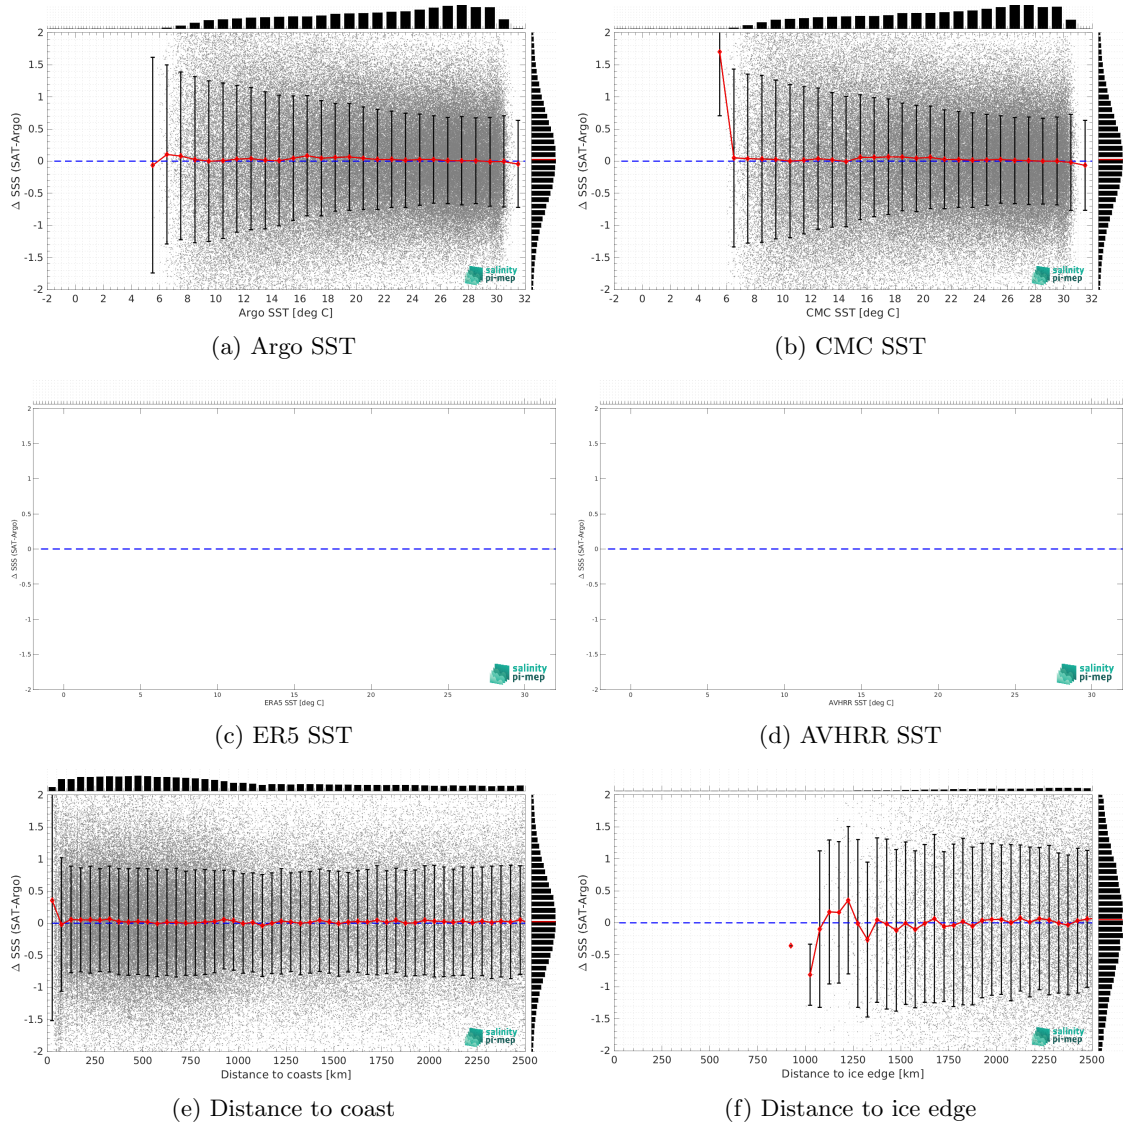 2
1.5
1
0.5
0
-0.5
-1
-1.5
-2
Δ SSS (SAT-Argo)
salinity
pi-mep
-2 0 2 4 6 8 10 12 14 16 18 20 22 24 26 28 30 32
Argo SST [deg C]
(a) Argo SST
2
1.5
1
0.5
0
-0.5
-1
-1.5
-2
Δ SSS (SAT-Argo)
salinity
pi-mep
-2 0 2 4 6 8 10 12 14 16 18 20 22 24 26 28 30 32
CMC SST [deg C]
(b) CMC SST
2
1.5
1
0.5
0
-0.5
-1
-1.5
-2
Δ SSS (SAT-Argo)
salinity
pi-mep
0 5 10 15 20 25 30
ERA5 SST [deg C]
(c) ER5 SST
2
1.5
1
0.5
0
-0.5
-1
-1.5
-2
Δ SSS (SAT-Argo)
salinity
pi-mep
0 5 10 15 20 25 30
AVHRR SST [deg C]
(d) AVHRR SST
2
1.5
1
0.5
0
-0.5
-1
-1.5
-2
Δ SSS (SAT-Argo)
salinity
pi-mep
0 250 500 750 1000 1250 1500 1750 2000 2250 2500
Distance to coasts [km]
(e) Distance to coast
2
1.5
1
0.5
0
-0.5
-1
-1.5
-2
Δ SSS (SAT-Argo)
salinity
pi-mep
0 250 500 750 1000 1250 1500 1750 2000 2250 2500
Distance to ice edge [km]
(f) Distance to ice edge